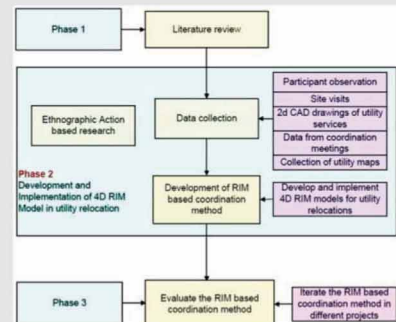 Phase 1
Literature review
Participant observation
Site visits
2d CAD drawings of utility
services
Data from coordination
meetings
Collection of utility maps
Ethnographic Action
based research
Data collection
Phase 2
Development and
Implementation of 4D RIM
Model in utility relocation
Development of RIM
based coordination
method
Develop and implement
4D RIM models for utility
relocations
Phase 3
Evaluate the RIM based
coordination method
Iterate the RIM based
coordination method in
different projects